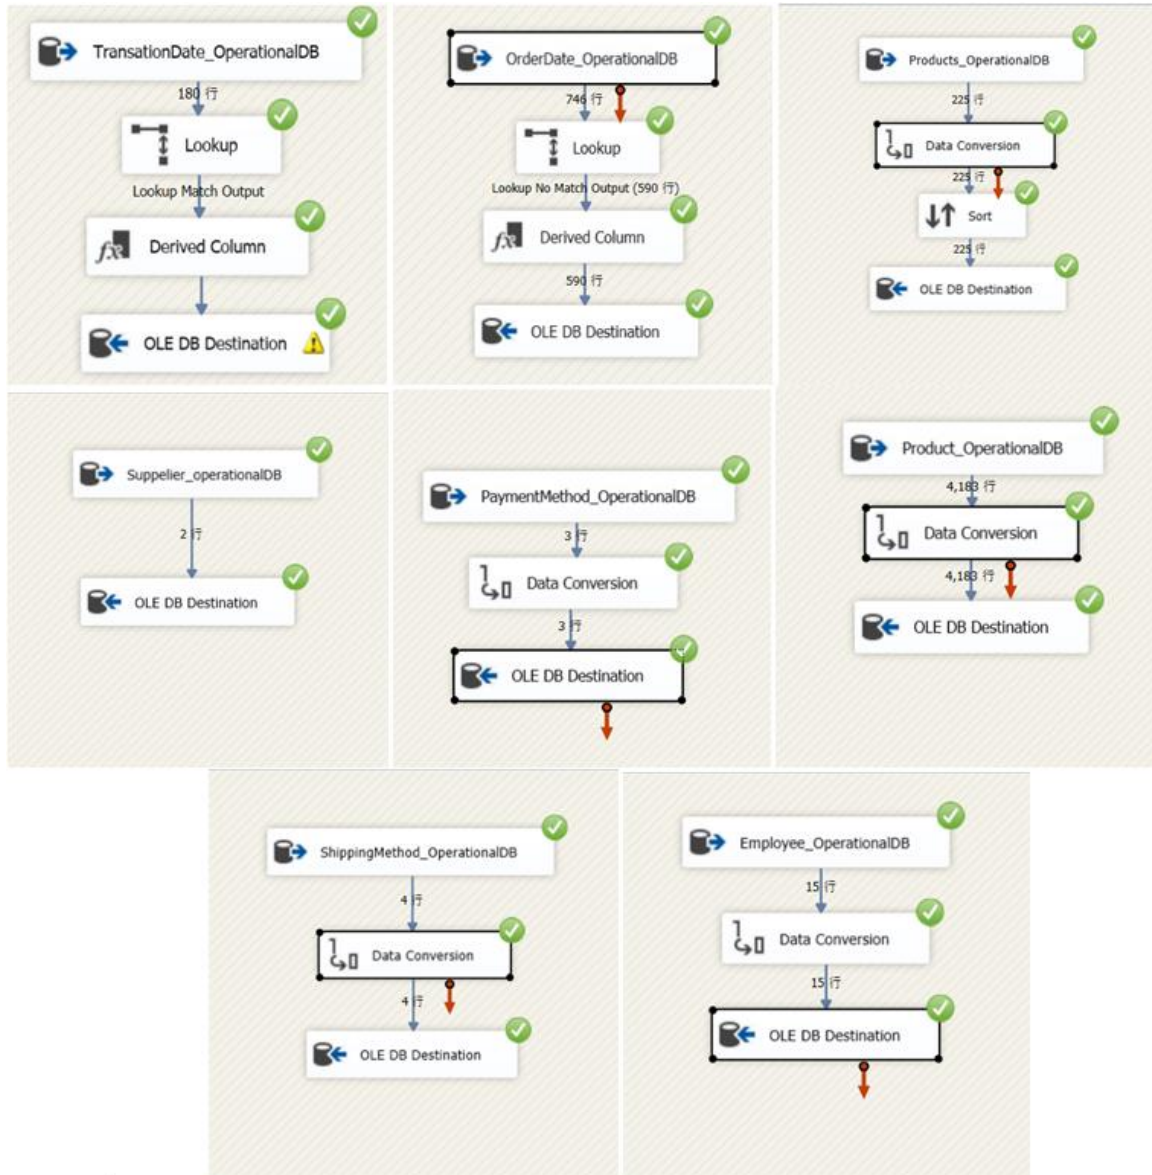 TransationDate_OperationalDB
180 行
Lookup
Lookup Match Output
Derived Column
OLE DB Destination
OrderDate_OperationalDB
746 行
Lookup
Lookup No Match Output (590 行)
Derived Column
590 行
OLE DB Destination
Products_OperationalDB
225 行
Data Conversion
225 行
Sort
225 行
OLE DB Destination
Suppelier_operationalDB
2 行
OLE DB Destination
PaymentMethod_OperationalDB
3 行
Data Conversion
3 行
OLE DB Destination
Product_OperationalDB
4,183 行
Data Conversion
4,183 行
OLE DB Destination
ShippingMethod_OperationalDB
4 行
Data Conversion
4 行
OLE DB Destination
Employee_OperationalDB
15 行
Data Conversion
15 行
OLE DB Destination